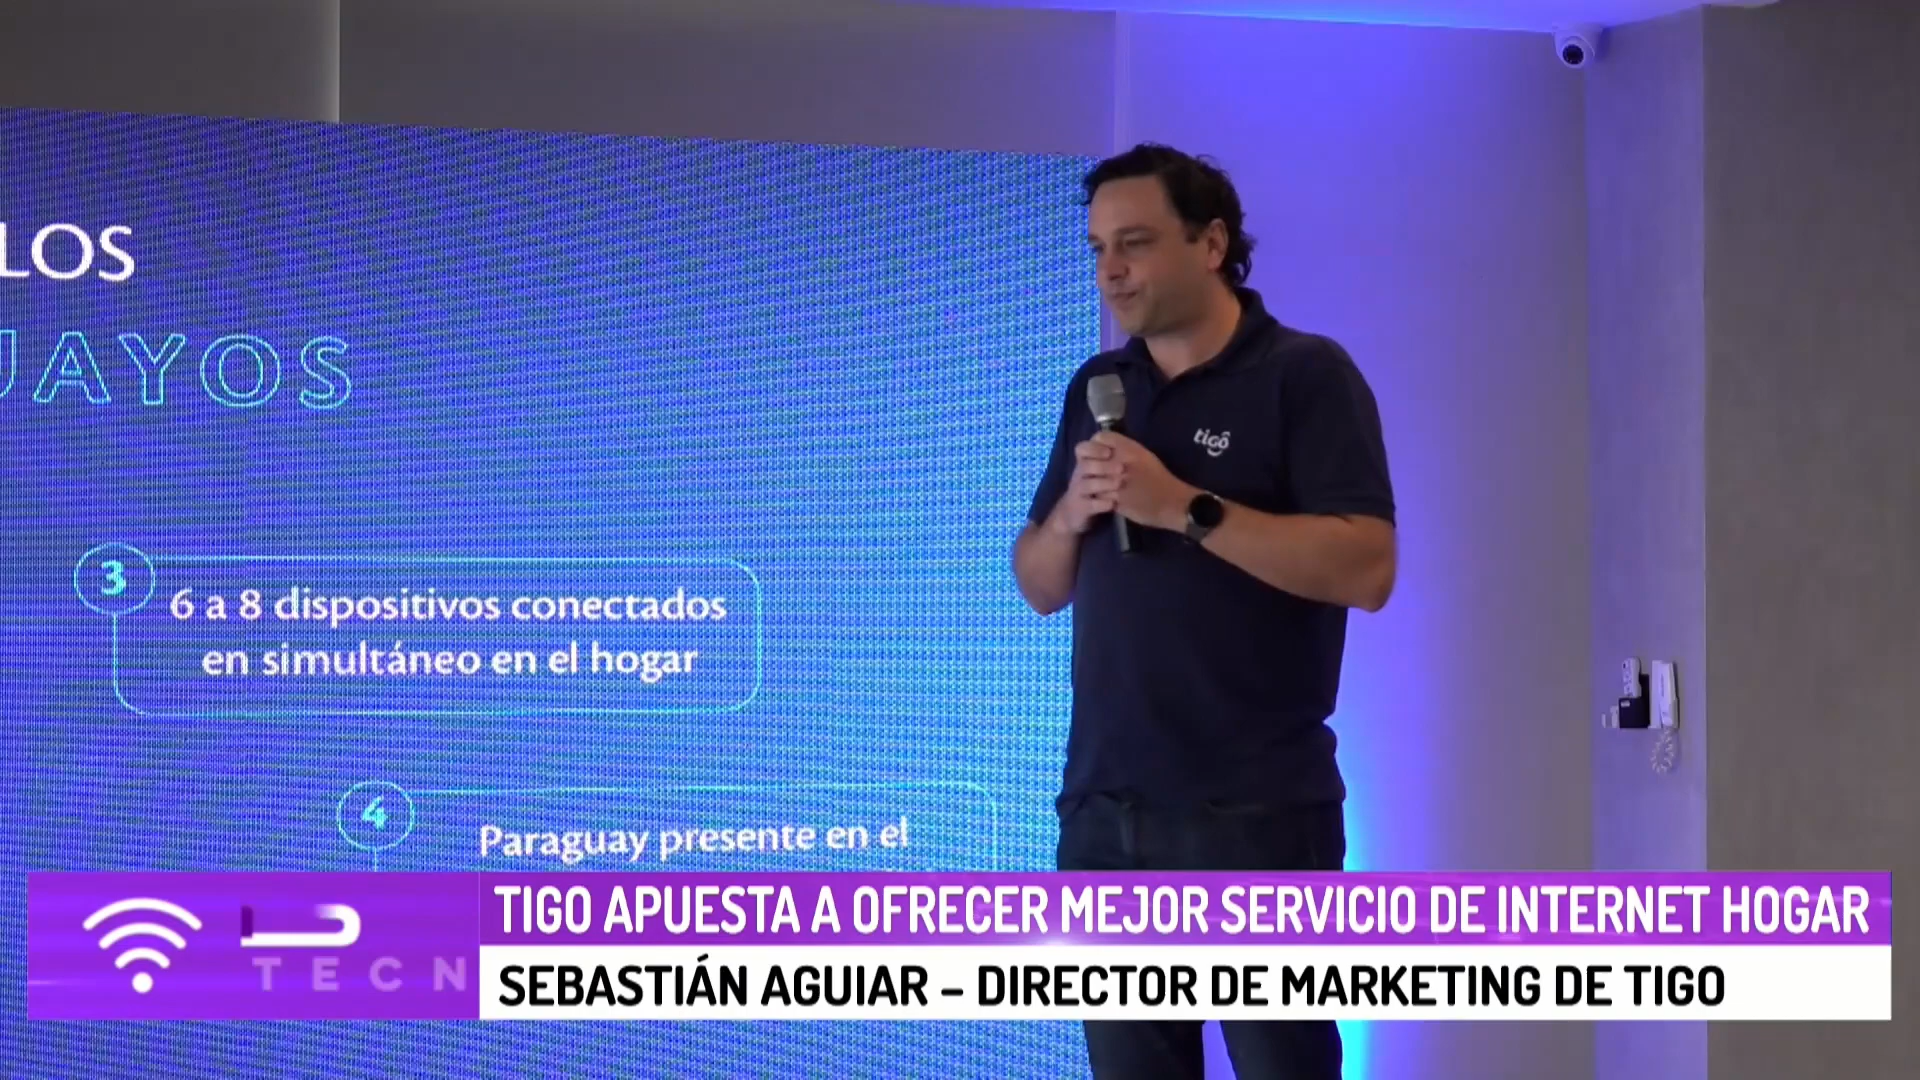 LOS
UAYOS
tigo
3
6 a 8 dispositivos conectados
en simultáneo en el hogar
4
Paraguay presente en el
TIGO APUESTA A OFRECER MEJOR SERVICIO DE INTERNET HOGAR
TECN
SEBASTIÁN AGUIAR – DIRECTOR DE MARKETING DE TIGO